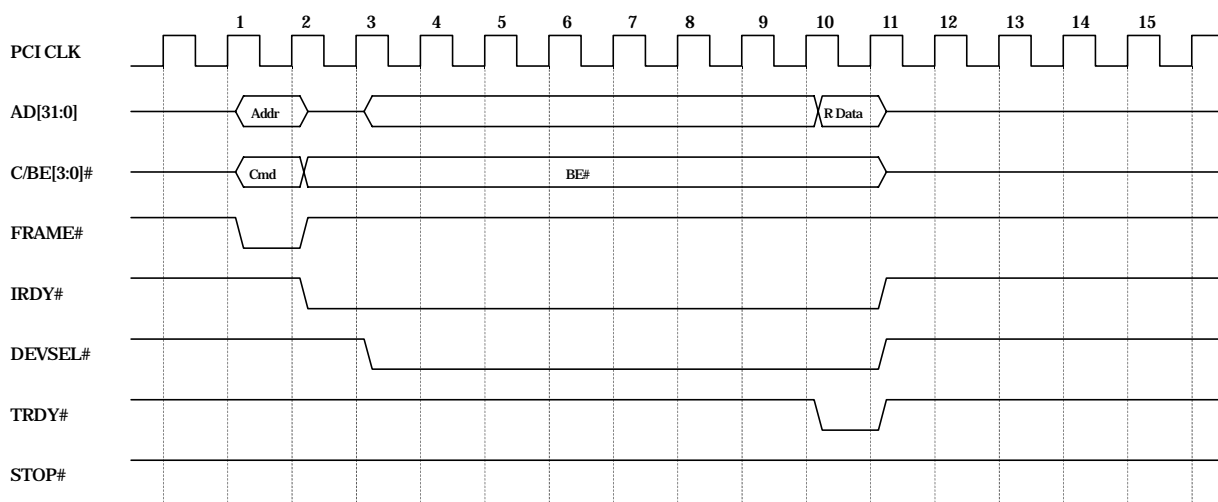 1 2 3 4 5 6 7 8 9 10 11 12 13 14 15
PCI CLK
AD[31:0] Addr R Data
C/BE[3:0]# Cmd BE#
FRAME#
IRDY#
DEVSEL#
TRDY#
STOP#